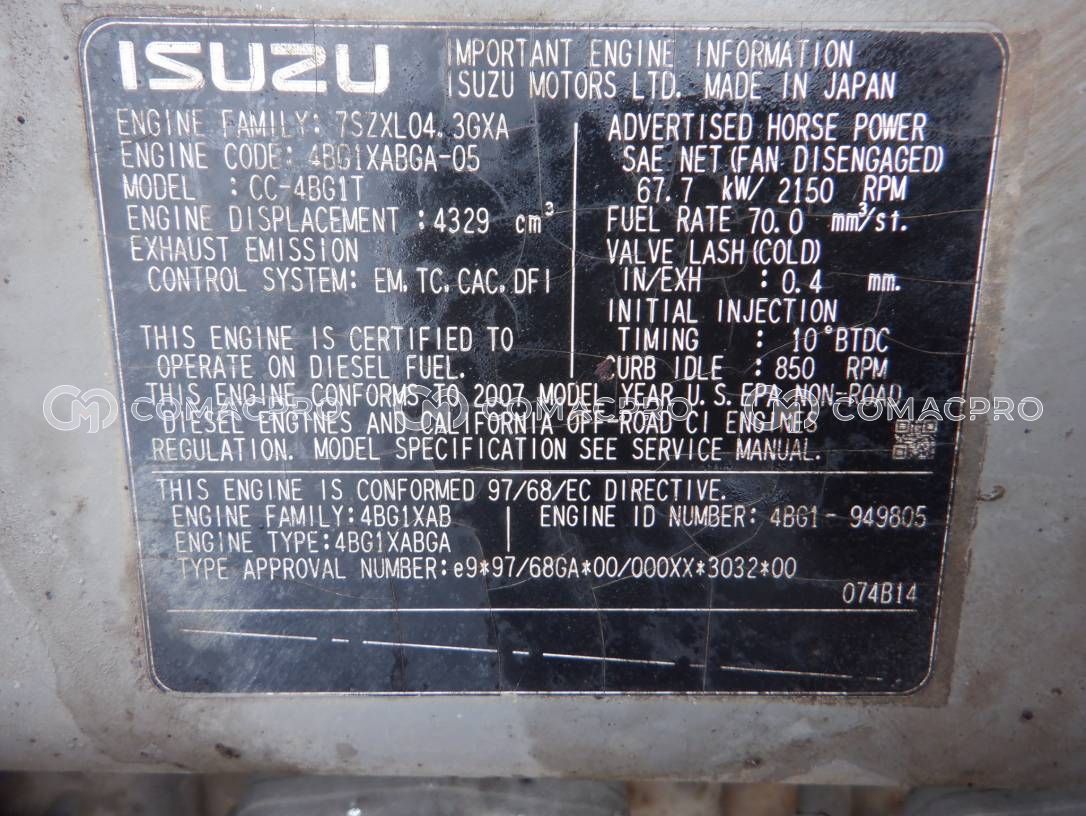 ISUZU
IMPORTANT ENGINE INFORMATION
ISUZU MOTORS LTD. MADE IN JAPAN
ENGINE FAMILY: 7SZXL04.3GXA
ENGINE CODE: 4BG1XABGA-05
MODEL : CC-4BG1T
ENGINE DISPLACEMENT :4329 cm³
EXHAUST EMISSION
CONTROL SYSTEM: EM, TC, CAC, DFI
THIS ENGINE IS CERTIFIED TO
OPERATE ON DIESEL FUEL.
ADVERTISED HORSE POWER
SAE NET (FAN DISENGAGED)
67.7 kW/ 2150 RPM
FUEL RATE 70.0 mm³/st.
VALVE LASH (COLD)
IN/EXH : 0.4 mm.
INITIAL INJECTION
TIMING : 10°BTDC
CURB IDLE : 850 RPM
THIS ENGINE CONFORMS TO 2007 MODEL YEAR U.S. EPA NON-ROAD
DIESEL ENGINES AND CALIFORNIA OFF-ROAD CI ENGINES
REGULATION. MODEL SPECIFICATION SEE SERVICE MANUAL.
COMACPRO COMACPRO COMACPRO
THIS ENGINE IS CONFORMED 97/68/EC DIRECTIVE.
ENGINE FAMILY:4BG1XAB
ENGINE TYPE:4BG1XABGA
ENGINE ID NUMBER: 4BG1 - 949805
TYPE APPROVAL NUMBER:e9*97/68GA*00/000XX*3032*00
074B14